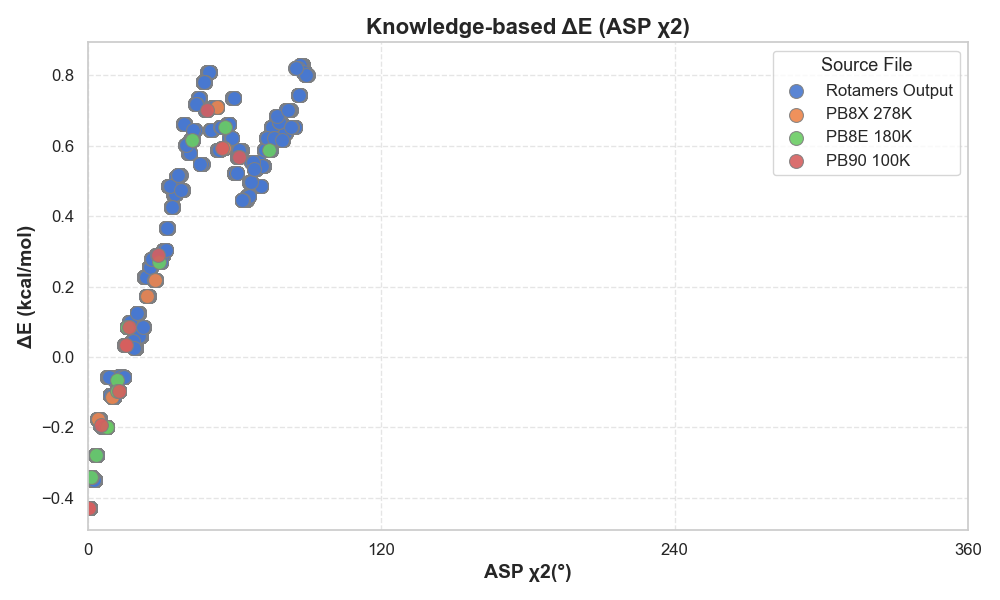 Knowledge-based ΔE (ASP χ2)
Source File
Rotamers Output
PB8X 278K
PB8E 180K
PB90 100K
ΔE (kcal/mol)
0.8
0.6
0.4
0.2
0.0
−0.2
−0.4
0
120
240
360
ASP χ2(°)